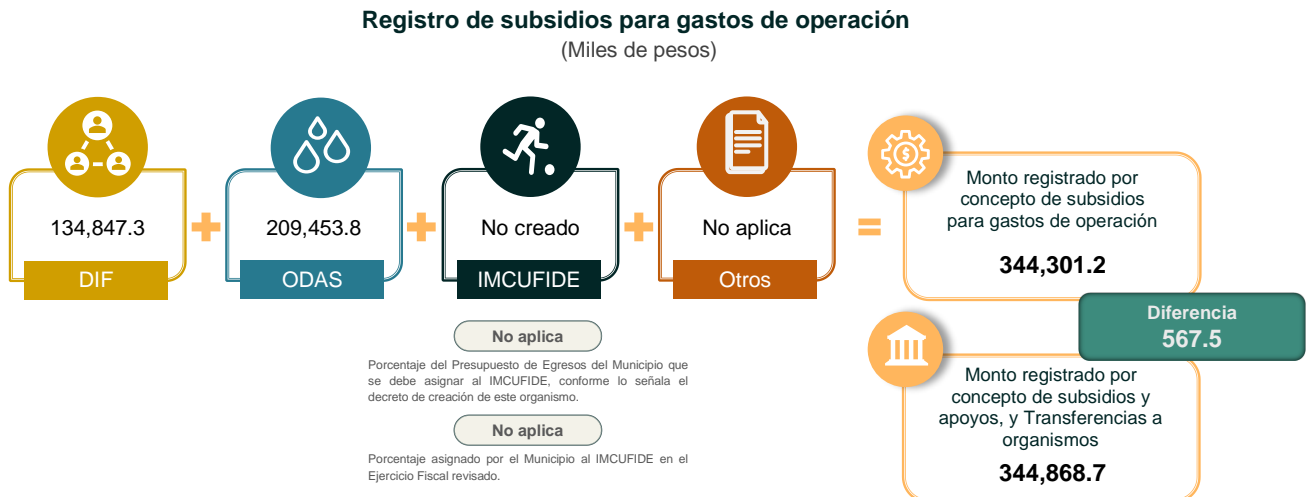 Registro de subsidios para gastos de operación
(Miles de pesos)
134,847.3
DIF
209,453.8
ODAS
No creado
IMCUFIDE
No aplica
Otros
Monto registrado por
concepto de subsidios
para gastos de operación
344,301.2
Diferencia
567.5
Monto registrado por
concepto de subsidios y
apoyos, y Transferencias a
organismos
344,868.7
No aplica
Porcentaje del Presupuesto de Egresos del Municipio que
se debe asignar al IMCUFIDE, conforme lo señala el
decreto de creación de este organismo.
No aplica
Porcentaje asignado por el Municipio al IMCUFIDE en el
Ejercicio Fiscal revisado.